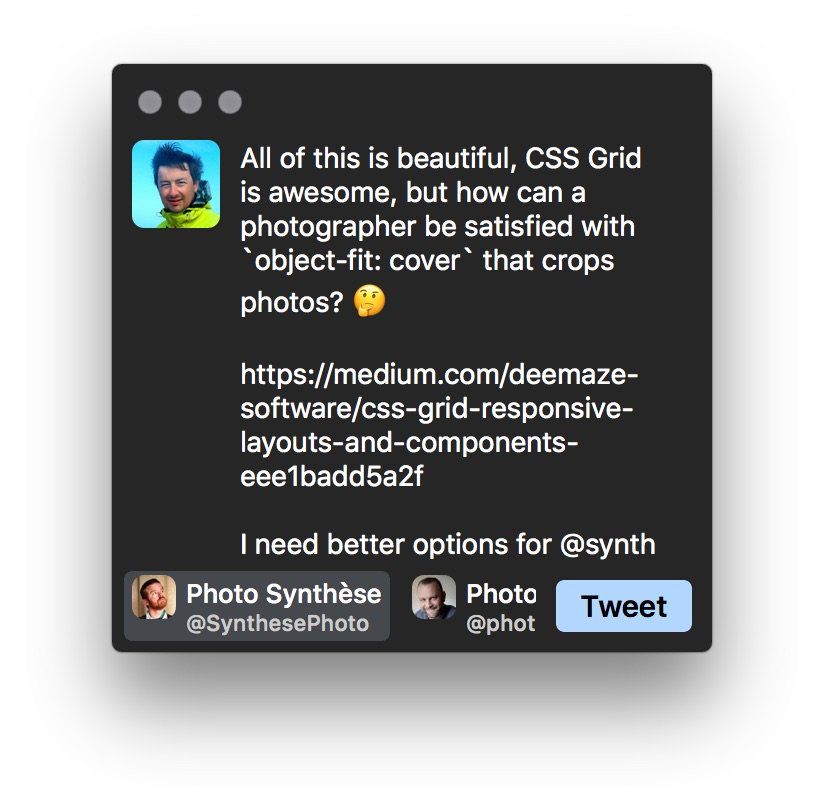 All of this is beautiful, CSS Grid
is awesome, but how can a
photographer be satisfied with
`object-fit: cover` that crops
photos? 🤔
https://medium.com/deemaze-
software/css-grid-responsive-
layouts-and-components-
eee1badd5a2f
I need better options for @synth
Photo Synthèse
@SynthesePhoto
Photo
@phot
Tweet